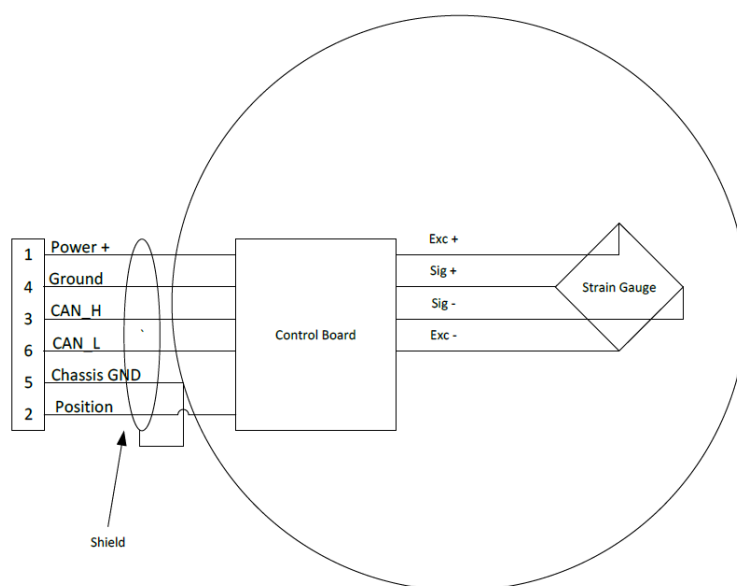 1 Power +
4 Ground
3 CAN_H
6 CAN_L
5 Chassis GND
2 Position
Shield
Control Board
Exc +
Sig +
Sig -
Exc -
Strain Gauge